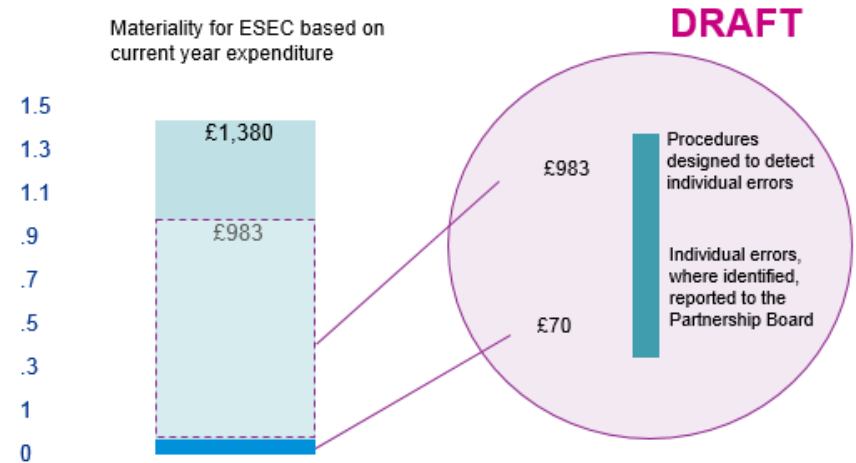 DRAFT
Materiality for ESEC based on
current year expenditure
1.5
1.3
1.1
.9
.7
.5
.3
1
0
£1,380
£983
£983
£70
Procedures
designed to detect
individual errors
Individual errors,
where identified,
reported to the
Partnership Board